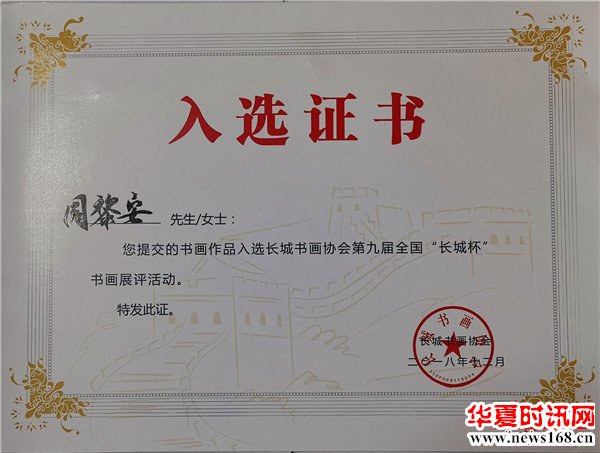 入选证书
周黎安 先生/女士：
您提交的书画作品入选长城书画协会第九届全国“长城杯”
书画展评活动。
特发此证。
长城书画协会
二〇一八年十二月
华夏时讯网
www.news168.cn